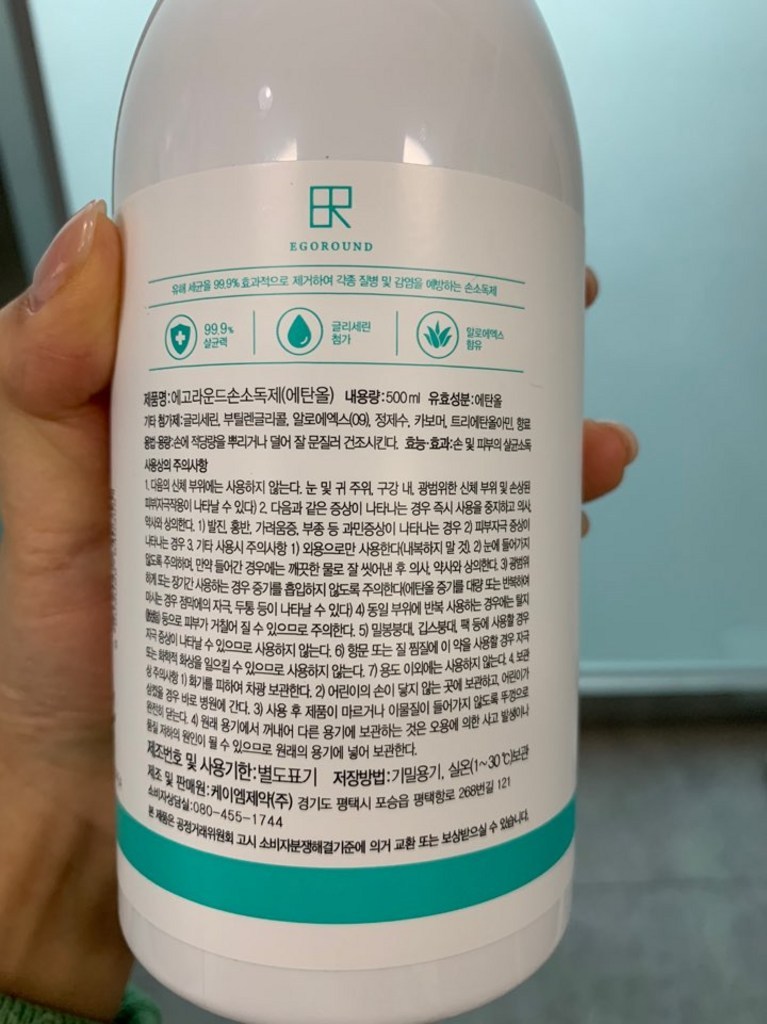 EGOROUND
유해 세균을 99.9% 효과적으로 제거하여 각종 질병 및 감염을 예방하는 손소독제
99.9%
살균력
글리세린
첨가
알로에엑스
함유
제품명:에고라운드손소독제(에탄올) 내용량:500ml 유효성분:에탄올
기타 첨가제:글리세린, 부틸렌글리콜, 알로에엑스(09), 정제수, 카보머, 트리에탄올아민, 향료
용법·용량:손에 적당량을 뿌리거나 덜어 잘 문질러 건조시킨다. 효능·효과:손 및 피부의 살균소독
사용상의 주의사항
1. 다음의 신체 부위에는 사용하지 않는다. 눈 및 귀 주위, 구강 내, 광범위한 신체 부위 및 손상된
피부(자극작용이 나타날 수 있다) 2. 다음과 같은 증상이 나타나는 경우 즉시 사용을 중지하고 의사,
약사와 상의한다. 1) 발진, 홍반, 가려움증, 부종 등 과민증상이 나타나는 경우 2) 피부자극 증상이
나타나는 경우 3. 기타 사용시 주의사항 1) 외용으로만 사용한다(내복하지 말 것). 2) 눈에 들어가지
않도록 주의하며, 만약 들어간 경우에는 깨끗한 물로 잘 씻어낸 후 의사, 약사와 상의한다. 3) 광범위
하게 또는 장기간 사용하는 경우 증기를 흡입하지 않도록 주의한다(에탄올 증기를 대량 또는 반복하여
마시는 경우 점막에의 자극, 두통 등이 나타날 수 있다) 4) 동일 부위에 반복 사용하는 경우에는 탈지
등으로 피부가 거칠어 질 수 있으므로 주의한다. 5) 밀봉붕대, 깁스붕대, 팩 등에 사용할 경우
자극 증상이 나타날 수 있으므로 사용하지 않는다. 6) 항문 또는 질 찜질에 이 약을 사용할 경우 자극
또는 화학적 화상을 일으킬 수 있으므로 사용하지 않는다. 7) 용도 이외에는 사용하지 않는다. 4. 보관
상 주의사항 1) 화기를 피하여 차광 보관한다. 2) 어린이의 손이 닿지 않는 곳에 보관하고, 어린이가
삼켰을 경우 바로 병원에 간다. 3) 사용 후 제품이 마르거나 이물질이 들어가지 않도록 뚜껑으로
완전히 닫는다. 4) 원래 용기에서 꺼내어 다른 용기에 보관하는 것은 오용에 의한 사고 발생이나
품질 저하의 원인이 될 수 있으므로 원래의 용기에 넣어 보관한다.
제조번호 및 사용기한:별도표기 저장방법:기밀용기, 실온(1~30℃)보관
제조 및 판매원:케이엠제약(주) 경기도 평택시 포승읍 평택항로 268번길 121
소비자상담실:080-455-1744
본 제품은 공정거래위원회 고시 소비자분쟁해결기준에 의거 교환 또는 보상받으실 수 있습니다.